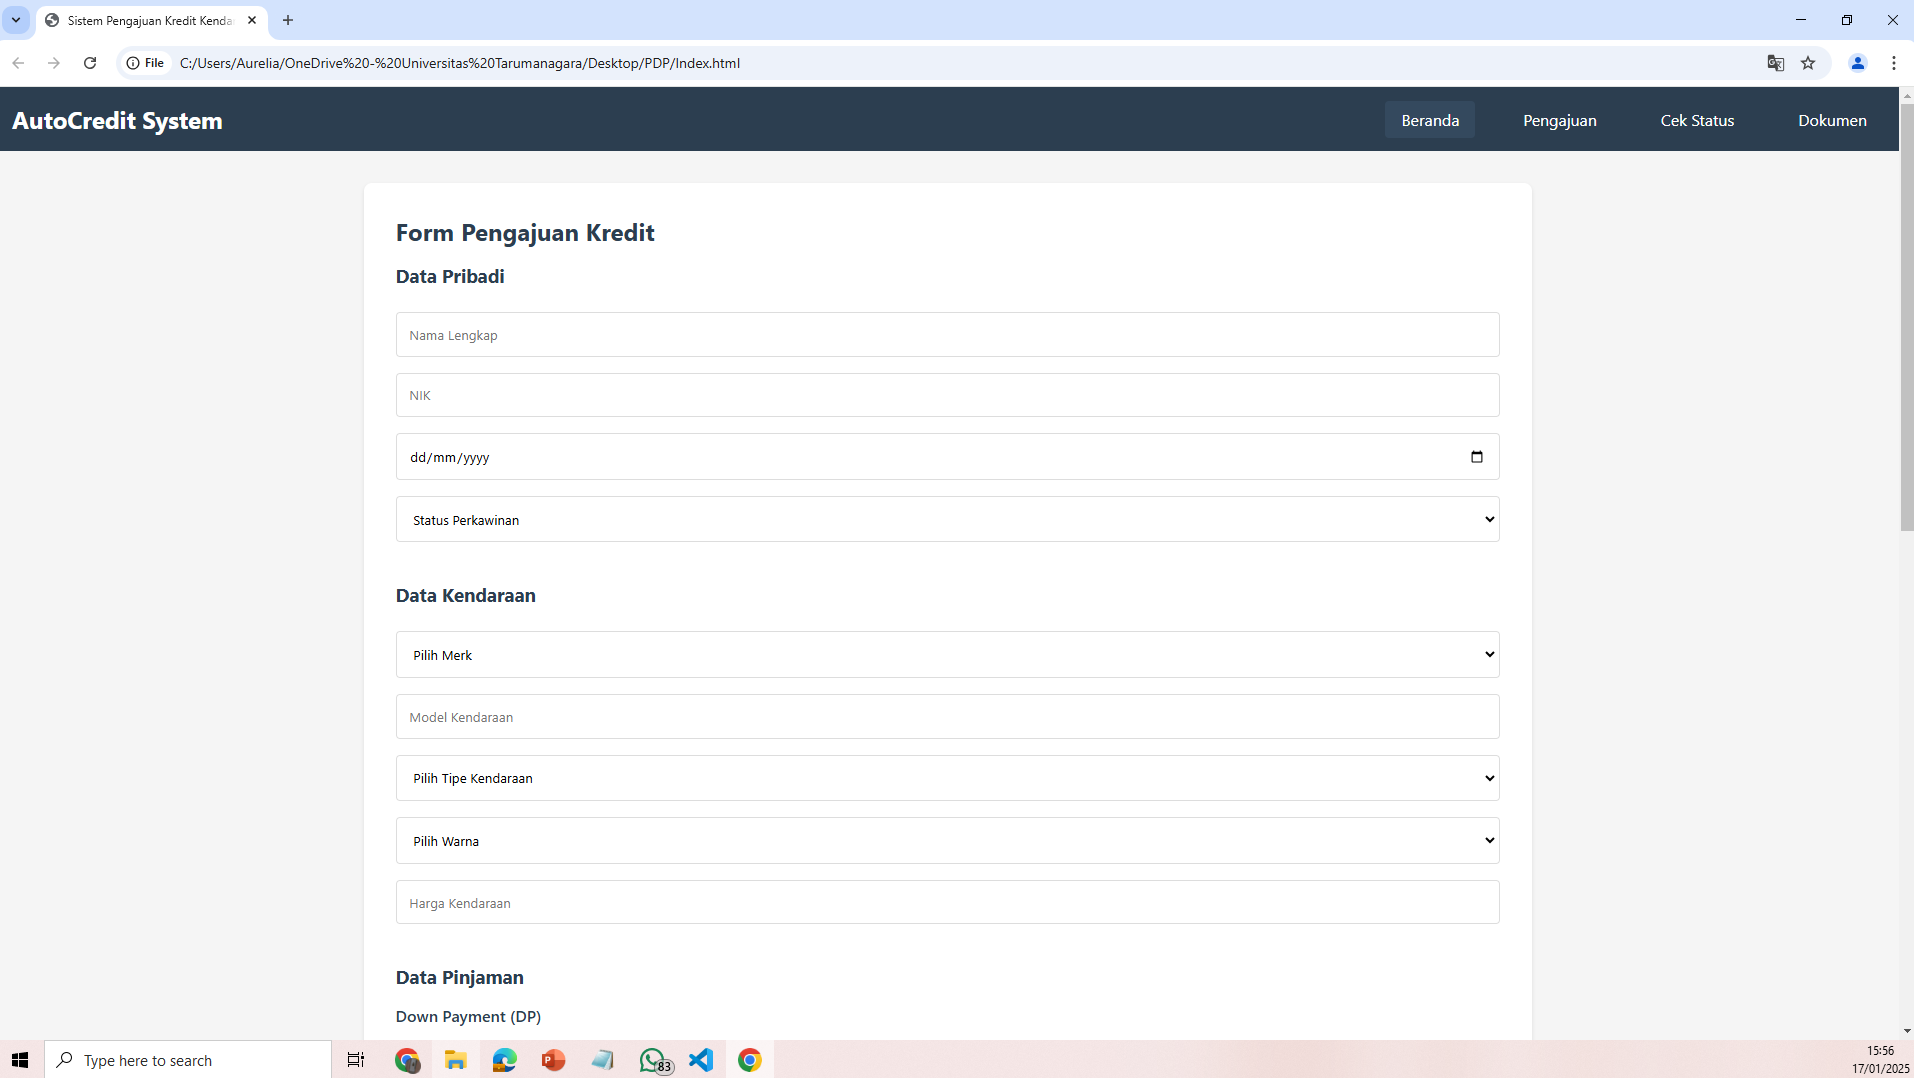 Sistem Pengajuan Kredit Kenda
File
C:/Users/Aurelia/OneDrive%20-%20Universitas%20Tarumanagara/Desktop/PDP/Index.html
AutoCredit System
Beranda
Pengajuan
Cek Status
Dokumen
Form Pengajuan Kredit
Data Pribadi
Nama Lengkap
NIK
dd/mm/yyyy
Status Perkawinan
Data Kendaraan
Pilih Merk
Model Kendaraan
Pilih Tipe Kendaraan
Pilih Warna
Harga Kendaraan
Data Pinjaman
Down Payment (DP)
Type here to search
83
15:56
17/01/2025